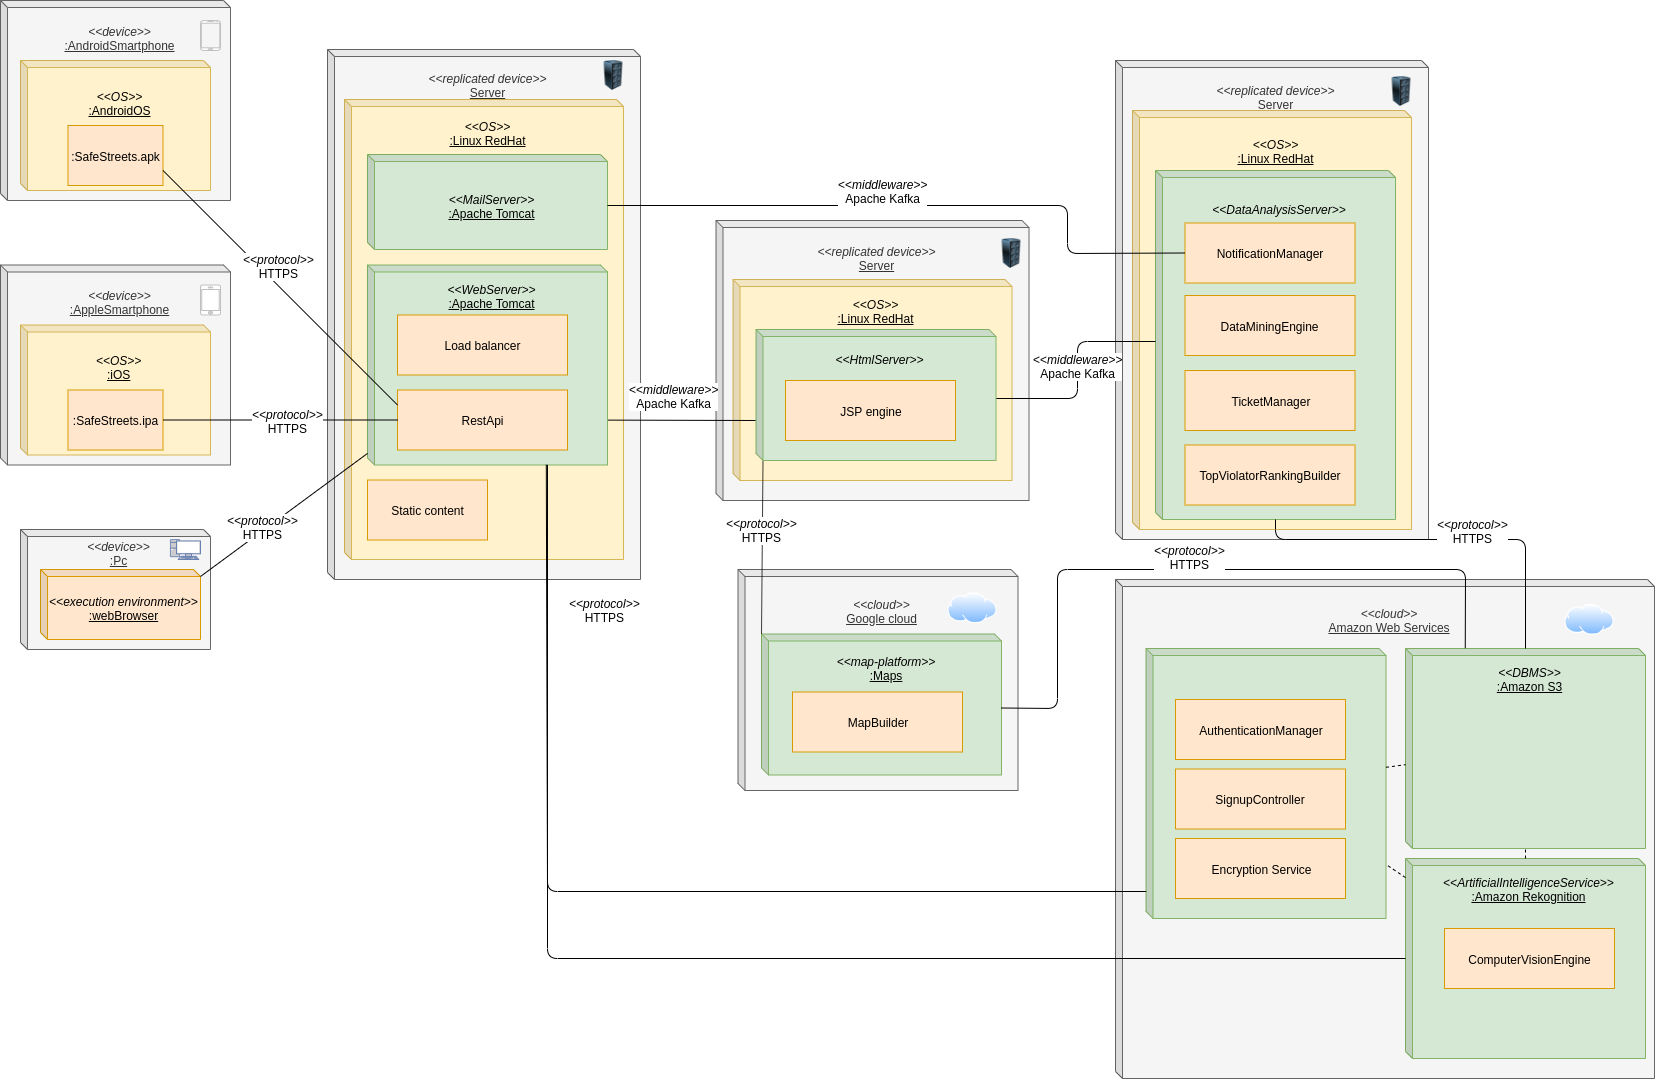 <<device>>
:AndroidSmartphone
<<OS>>
:AndroidOS
:SafeStreets.apk
<<device>>
:AppleSmartphone
<<OS>>
:iOS
:SafeStreets.ipa
<<device>>
:Pc
<<execution environment>>
:webBrowser
<<protocol>>
HTTPS
<<protocol>>
HTTPS
<<protocol>>
HTTPS
<<replicated device>>
Server
<<OS>>
:Linux RedHat
<<MailServer>>
:Apache Tomcat
<<WebServer>>
:Apache Tomcat
Load balancer
RestApi
Static content
<<protocol>>
HTTPS
<<middleware>>
Apache Kafka
<<middleware>>
Apache Kafka
<<replicated device>>
Server
<<OS>>
:Linux RedHat
<<HtmlServer>>
JSP engine
<<middleware>>
Apache Kafka
<<protocol>>
HTTPS
<<cloud>>
Google cloud
<<map-platform>>
:Maps
MapBuilder
<<replicated device>>
Server
<<OS>>
:Linux RedHat
<<DataAnalysisServer>>
NotificationManager
DataMiningEngine
TicketManager
TopViolatorRankingBuilder
<<protocol>>
HTTPS
<<protocol>>
HTTPS
<<cloud>>
Amazon Web Services
AuthenticationManager
SignupController
Encryption Service
<<DBMS>>
:Amazon S3
<<ArtificialIntelligenceService>>
:Amazon Rekognition
ComputerVisionEngine